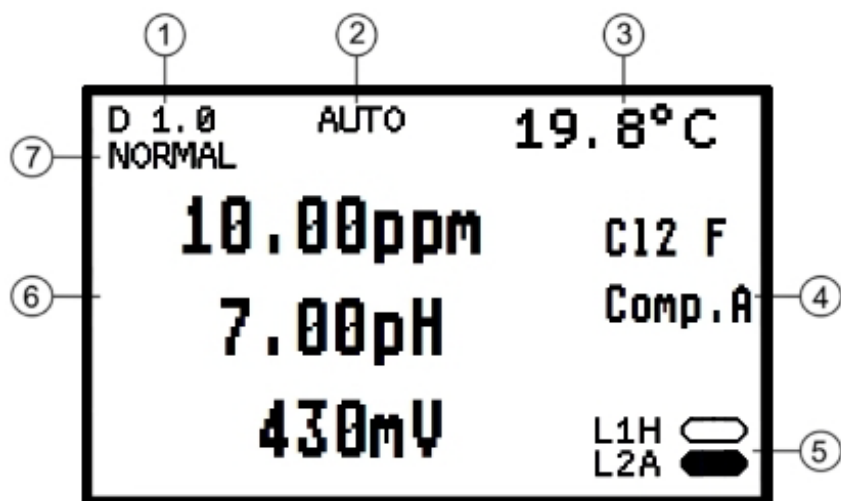 1 2 3
D 1.0 AUTO 19.8°C
7 NORMAL
10.00ppm Cl2 F
6 7.00pH Comp.A 4
430mV L1H
L2A 5